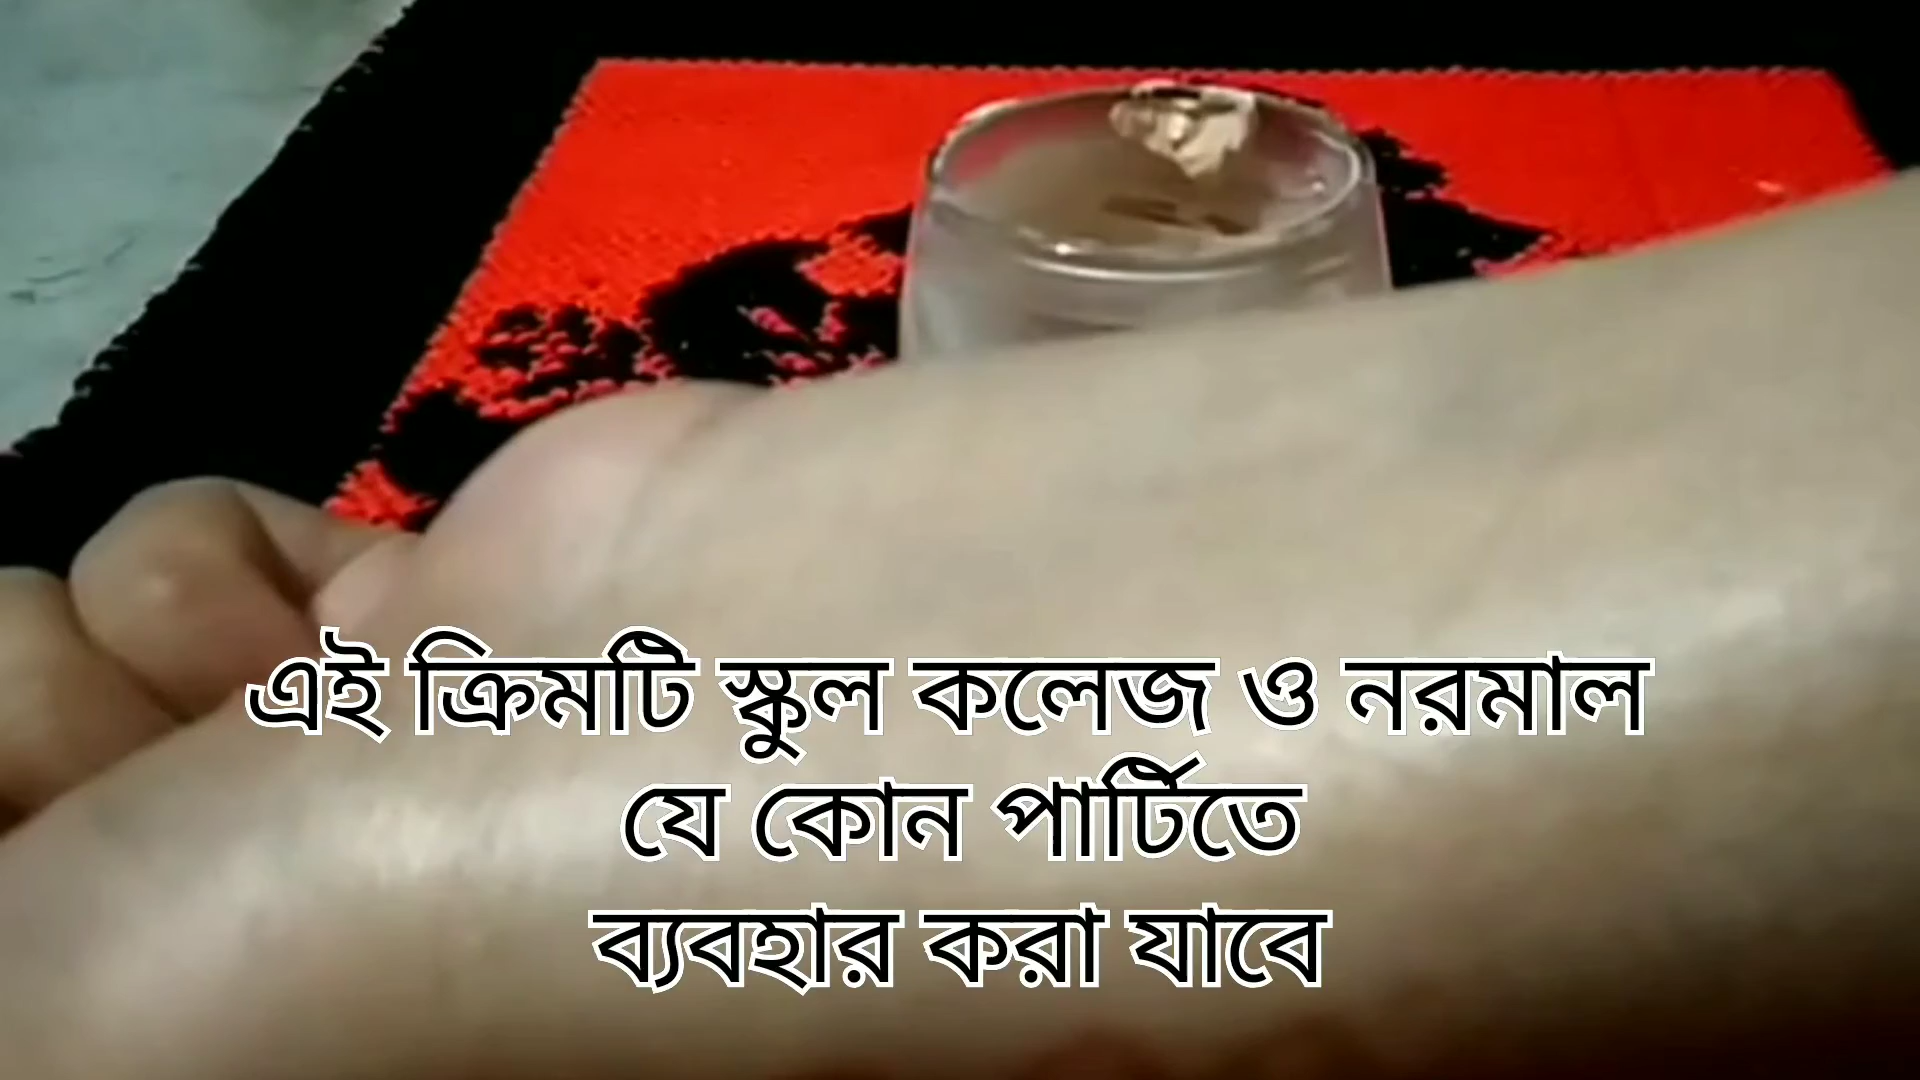 এই ক্রিমটি স্কুল কলেজ ও নরমাল
যে কোন পার্টিতে
ব্যবহার করা যাবে